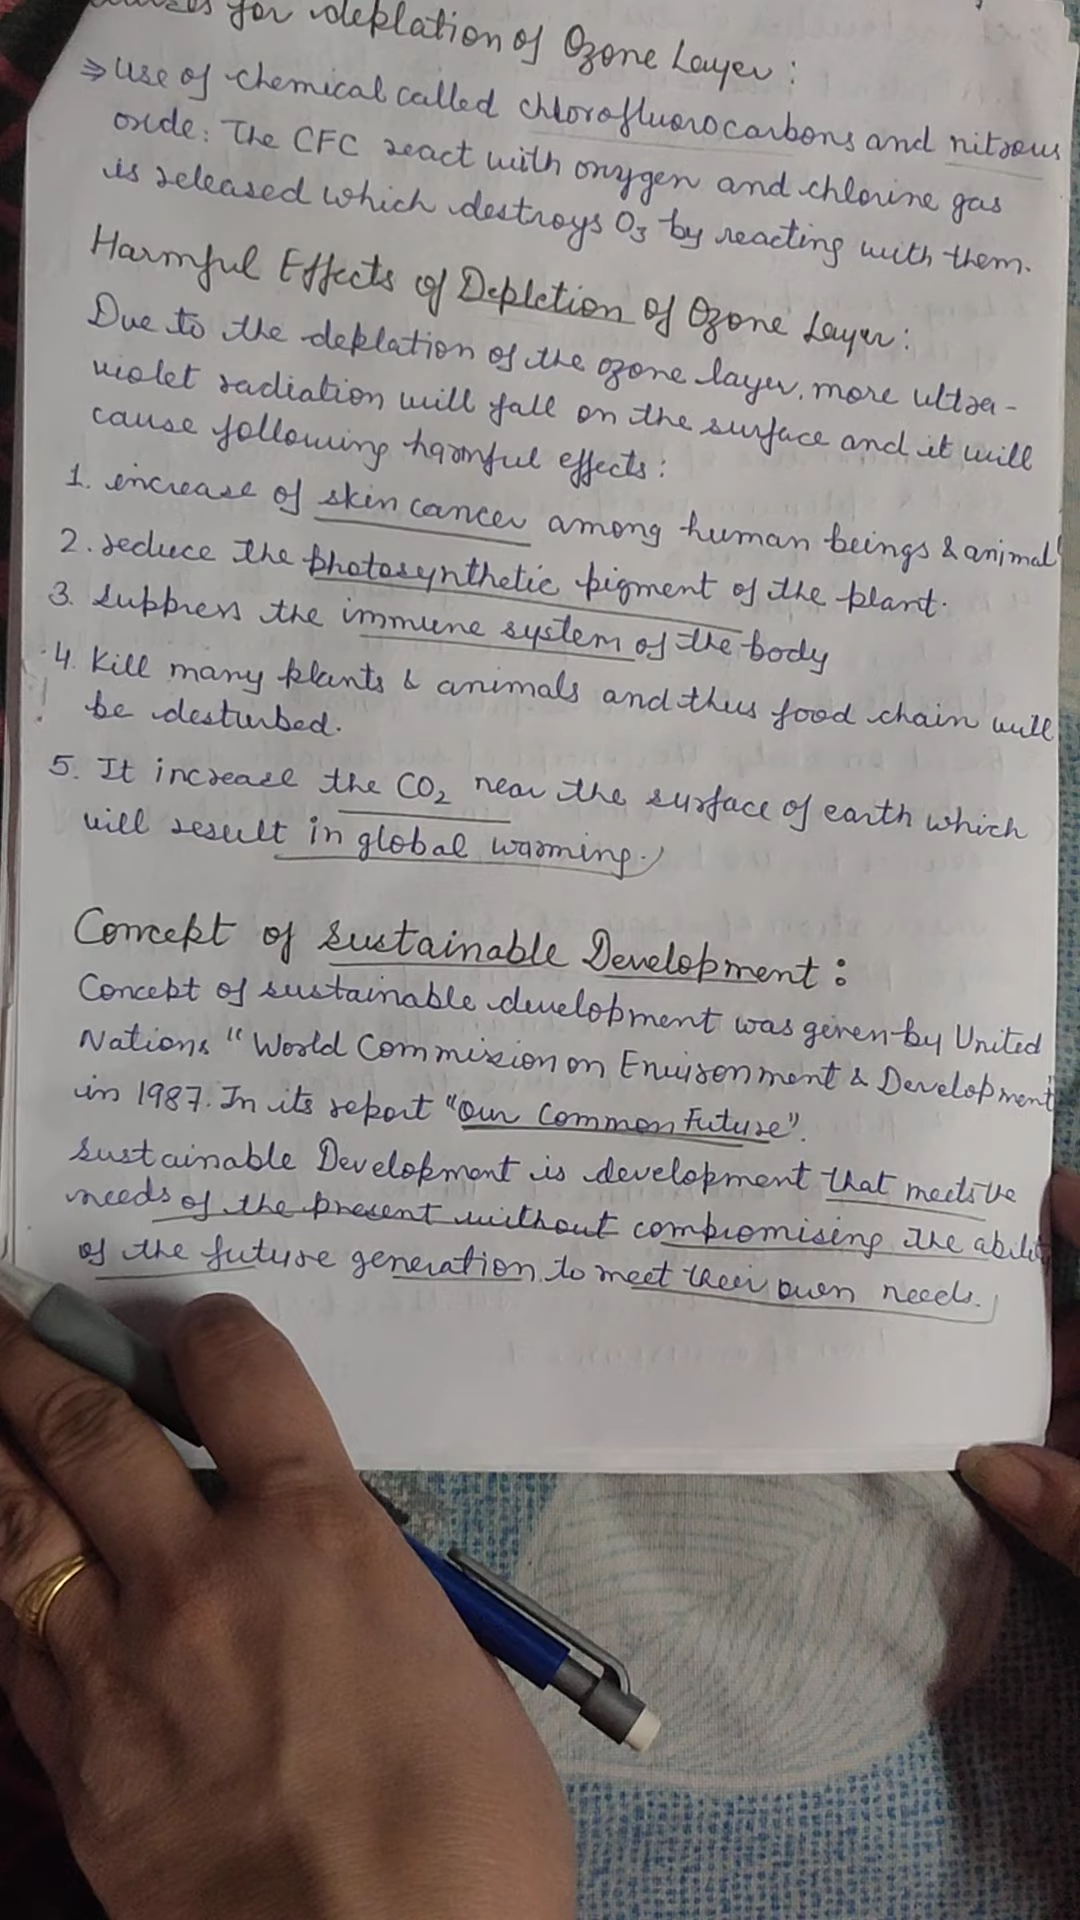 for deplation of Ozone Layer:
⇒ Use of chemical called chlorofluorocarbons and nitrous
oxide: The CFC react with oxygen and chlorine gas
is released which destroys O3 by reacting with them.
Harmful Effects of Depletion of Ozone Layer:
Due to the deplation of the ozone layer, more ultra-
violet radiation will fall on the surface and it will
cause following harmful effects:
1. increase of skin cancer among human beings & animal
2. reduce the photosynthetic pigment of the plant.
3. Suppress the immune system of the body
4. Kill many plants & animals and thus food chain will
be desturbed.
5. It increase the CO2 near the surface of earth which
will result in global warming.
Concept of Sustainable Development:
Concept of sustainable development was given by United
Nations "World Commission on Environment & Development
in 1987. In its report "Our Common Future".
Sustainable Development is development that meets the
needs of the present without compromising the abilit
of the future generation to meet their own needs.